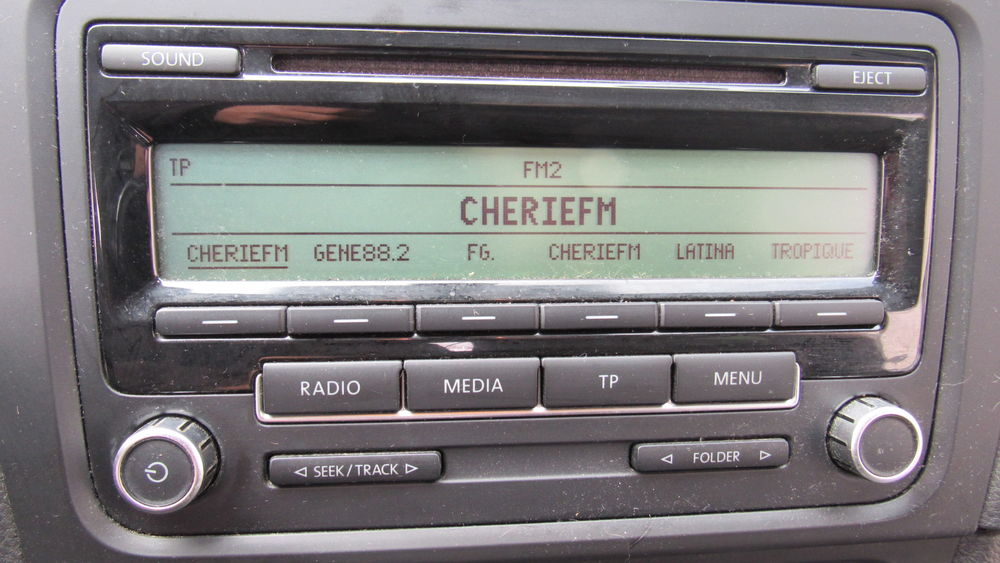 SOUND
EJECT
TP FM2
CHERIEFM
CHERIEFM GENE88.2 FG. CHERIEFM LATINA TROPIQUE
RADIO MEDIA TP MENU
SEEK / TRACK
FOLDER